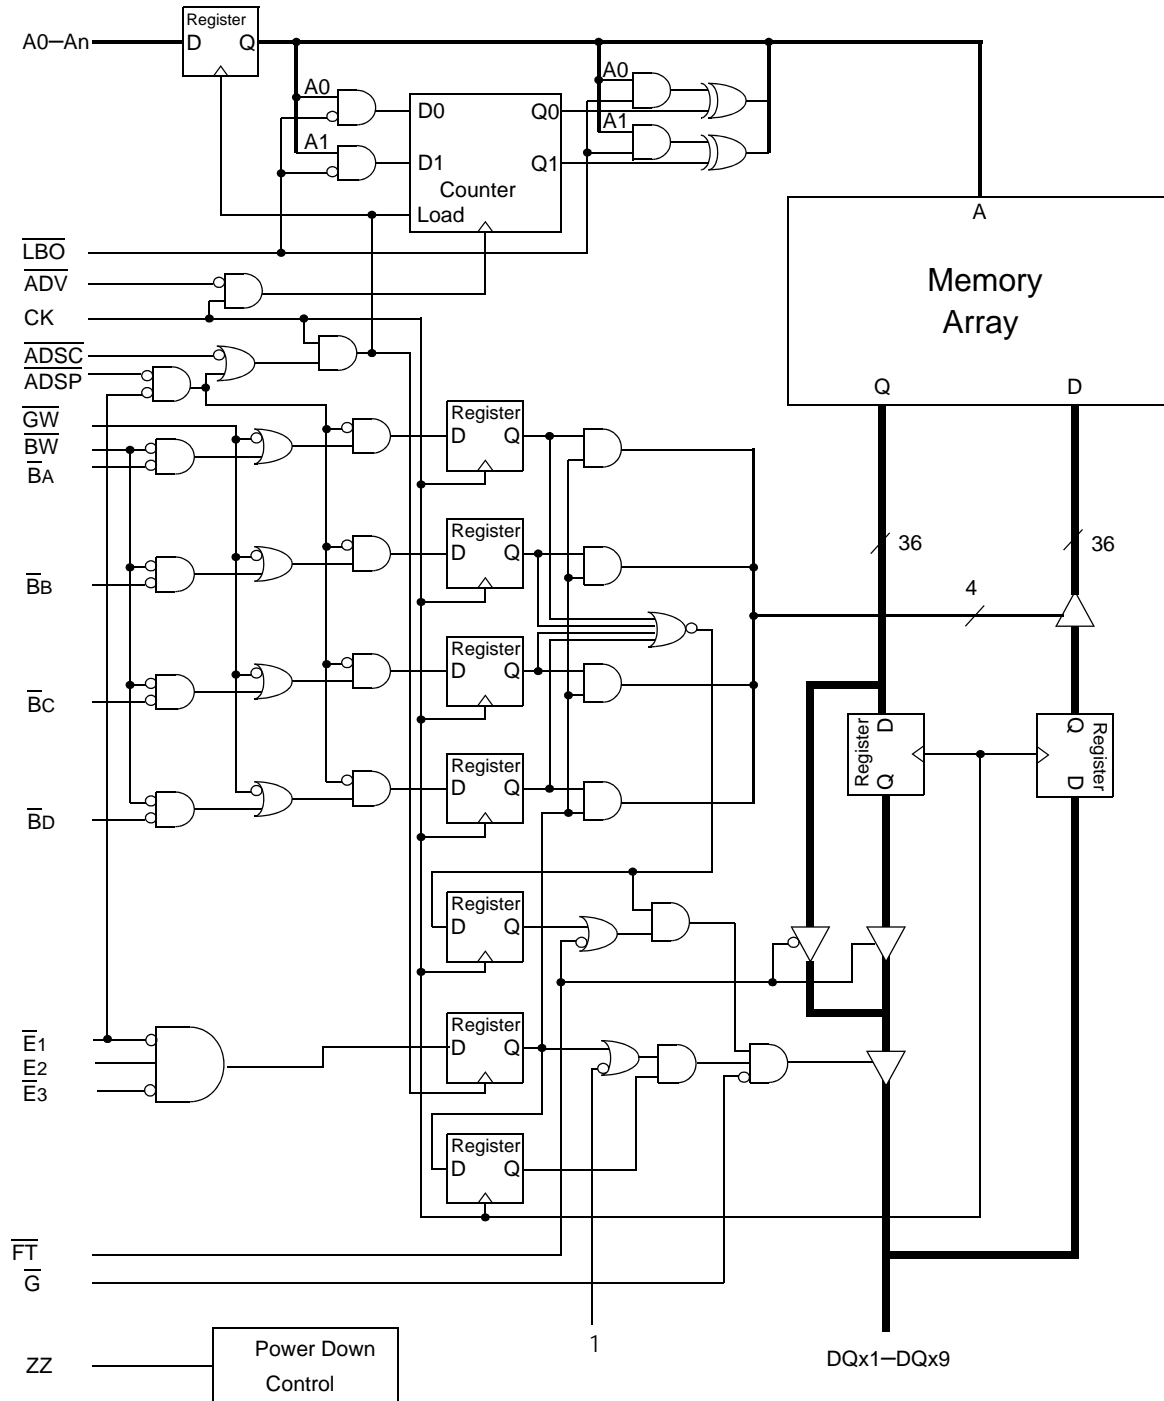 Register
A0–An
D Q
A0
A0
D0
Q0
A1
A1
D1
Q1
Counter
Load
A
LBO
ADV
Memory
CK
Array
ADSC
ADSP
Q D
GW
Register
BW
D Q
BA
Register
36
36
D Q
BB
4
Register
D Q
BC
Register
D
Q
Q
Register
D
Register
D Q
BD
Register
D Q
Register
E1
D Q
E2
E3
Register
D Q
FT
G
1
Power Down
DQx1–DQx9
ZZ
Control